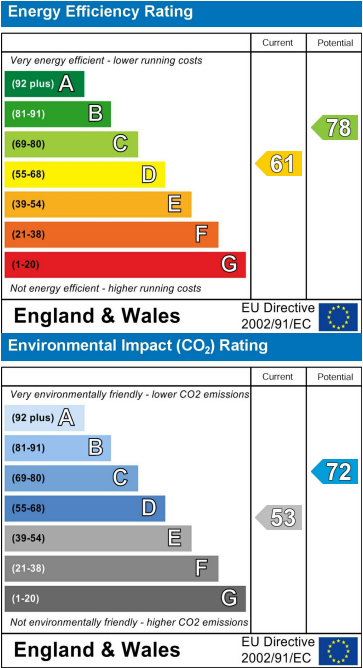 Energy Efficiency Rating
Current Potential
Very energy efficient - lower running costs
(92 plus) A
(81-91) B
(69-80) C
(55-68) D
(39-54) E
(21-38) F
(1-20) G
61
78
Not energy efficient - higher running costs
England & Wales
EU Directive
2002/91/EC
Environmental Impact (CO₂) Rating
Current Potential
Very environmentally friendly - lower CO2 emissions
(92 plus) A
(81-91) B
(69-80) C
(55-68) D
(39-54) E
(21-38) F
(1-20) G
53
72
Not environmentally friendly - higher CO2 emissions
England & Wales
EU Directive
2002/91/EC